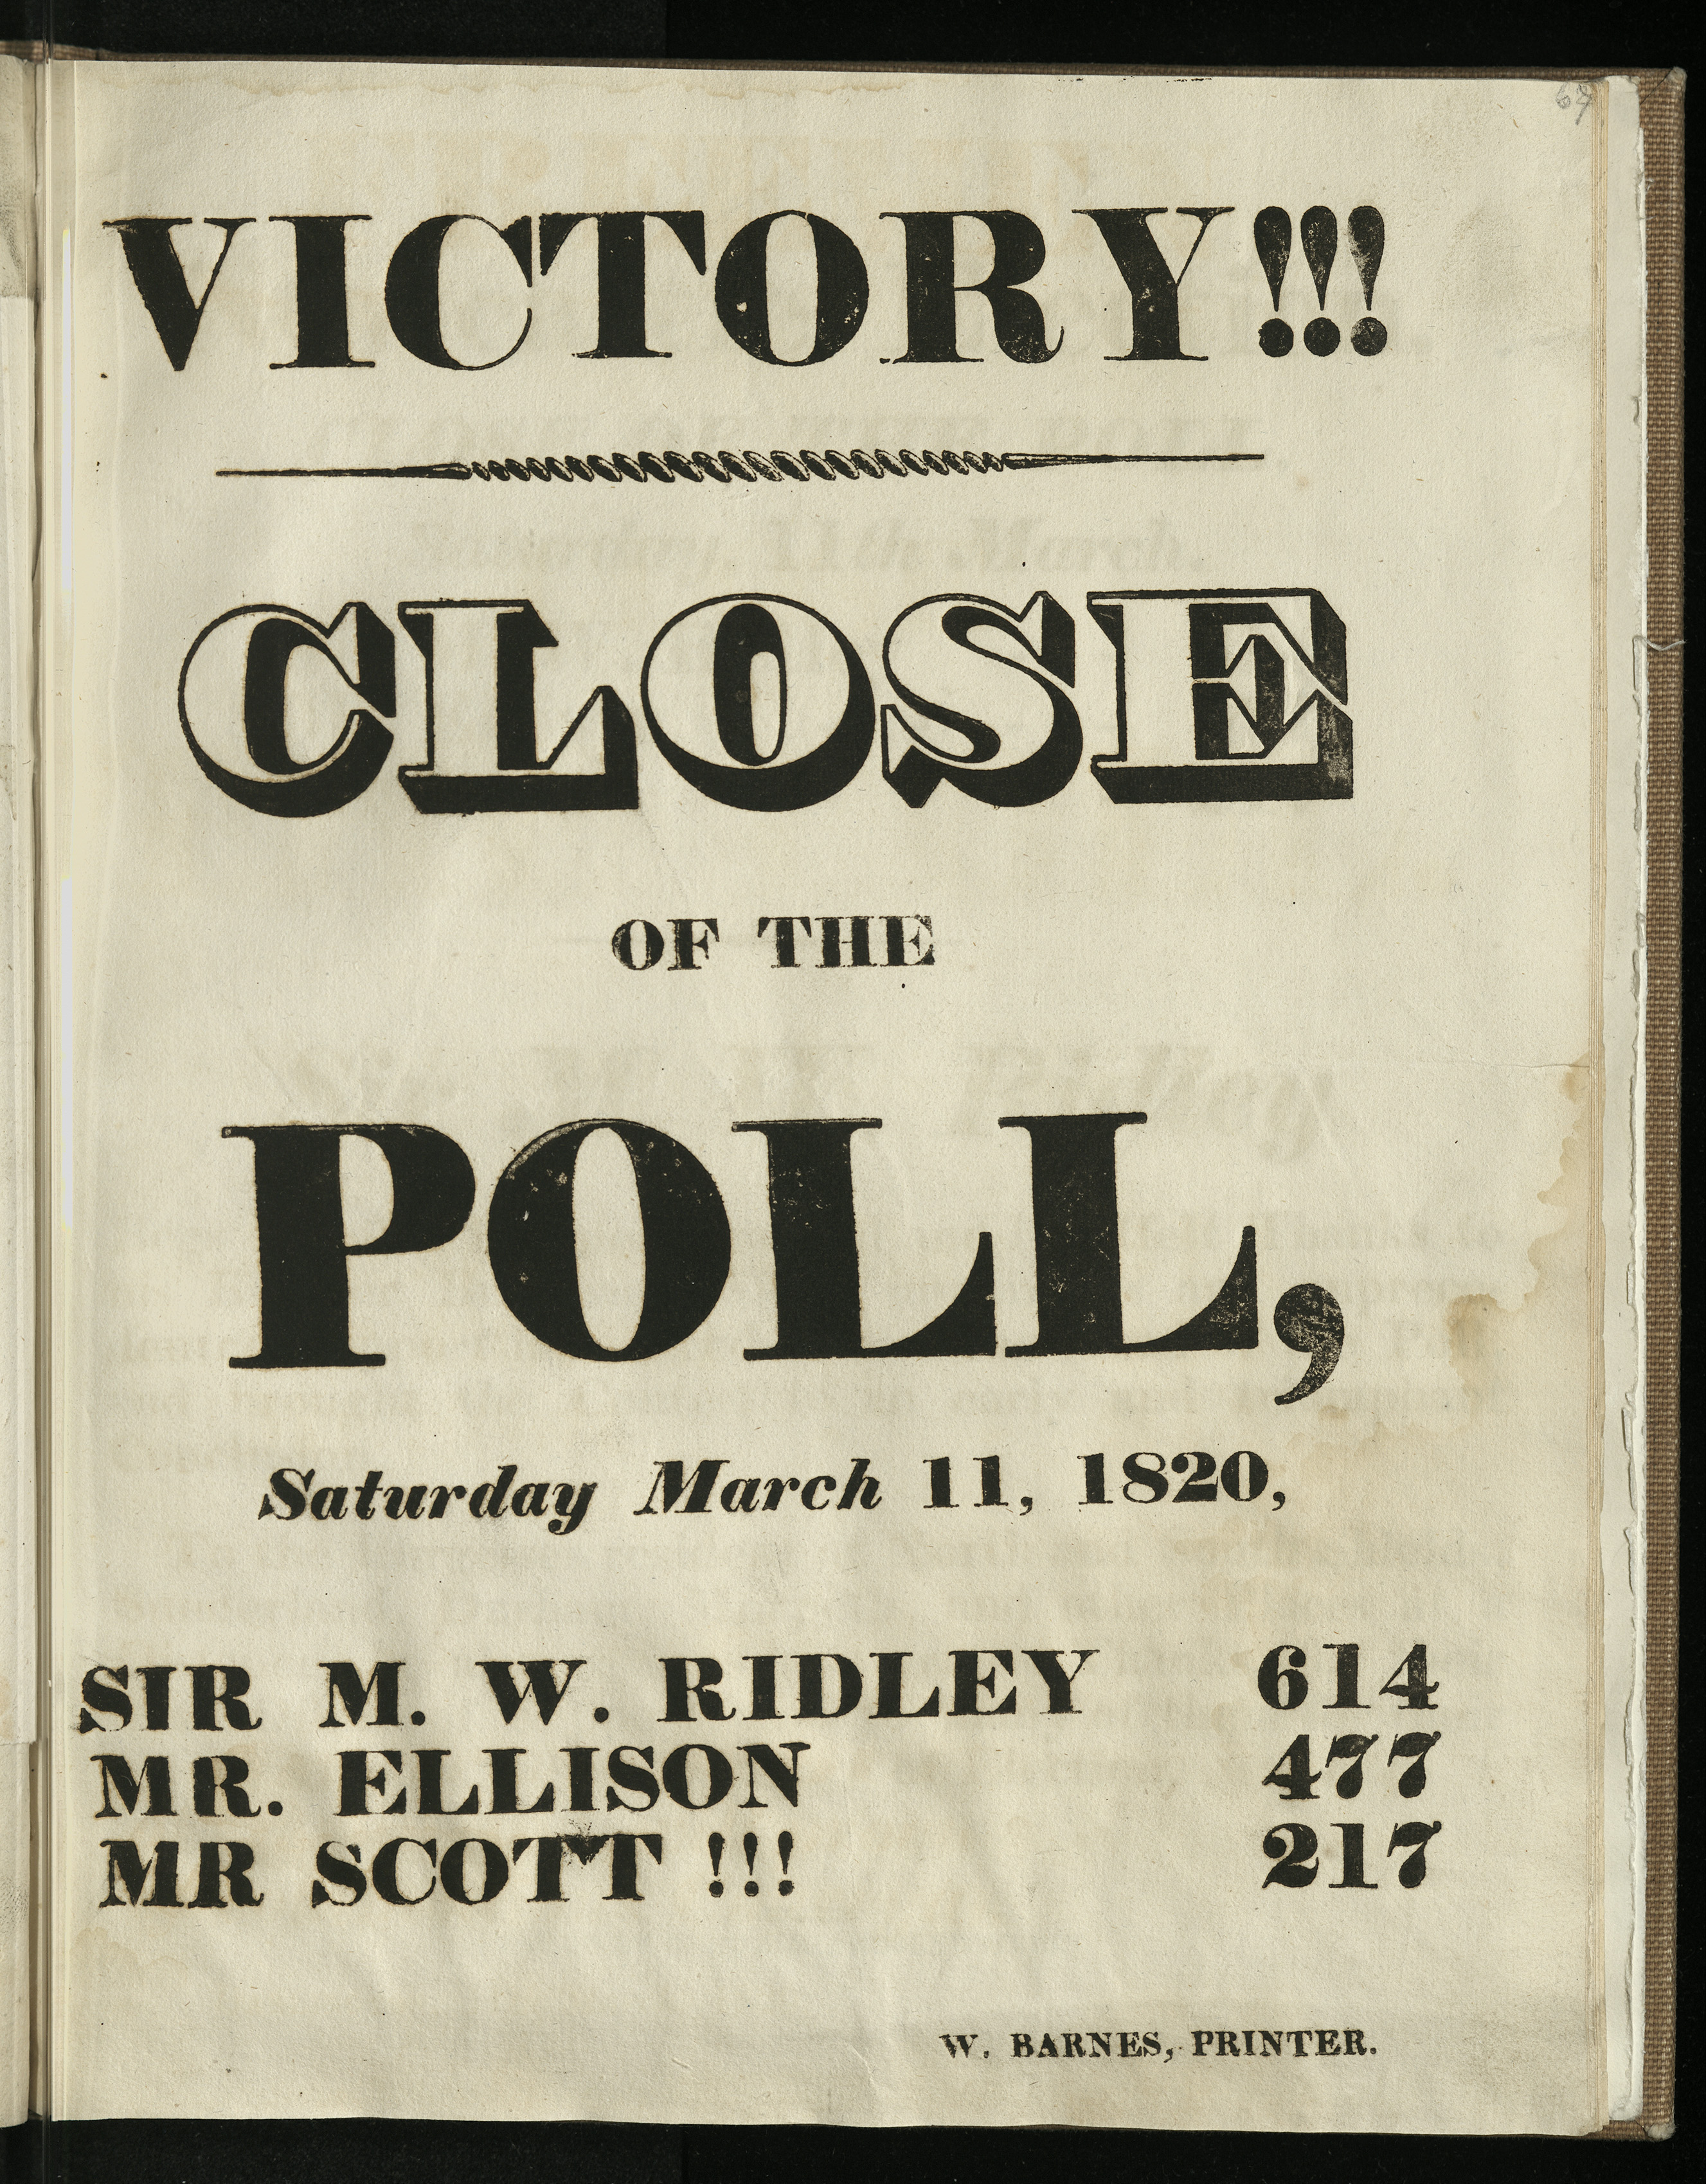 VICTORY!!!
CLOSE
OF THE
POLL,
Saturday March 11, 1820,
SIR M. W. RIDLEY 614
MR. ELLISON 477
MR SCOTT !!! 217
W. BARNES, PRINTER.